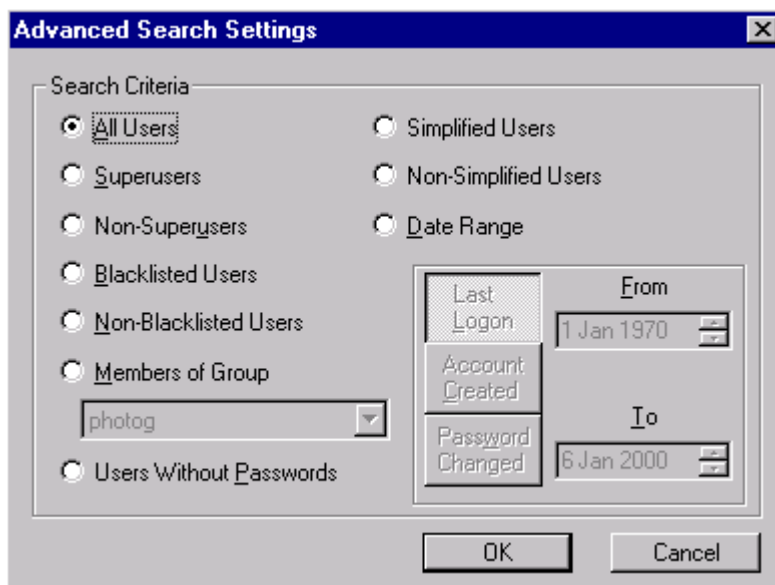 Advanced Search Settings
Search Criteria
All Users
Superusers
Non-Superusers
Blacklisted Users
Non-Blacklisted Users
Members of Group
photog
Users Without Passwords
Simplified Users
Non-Simplified Users
Date Range
Last
Logon
Account
Created
Password
Changed
From
1 Jan 1970
To
6 Jan 2000
OK
Cancel